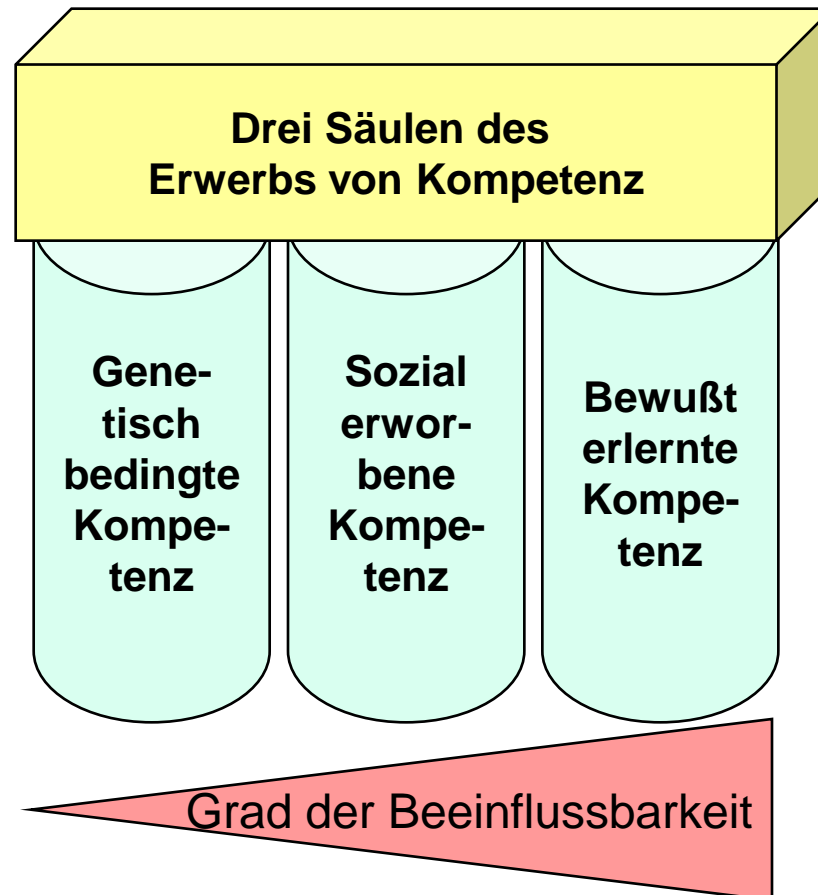 Drei Säulen des
Erwerbs von Kompetenz
Gene-
tisch
bedingte
Kompe-
tenz
Sozial
erwor-
bene
Kompe-
tenz
Bewußt
erlernte
Kompe-
tenz
Grad der Beeinflussbarkeit